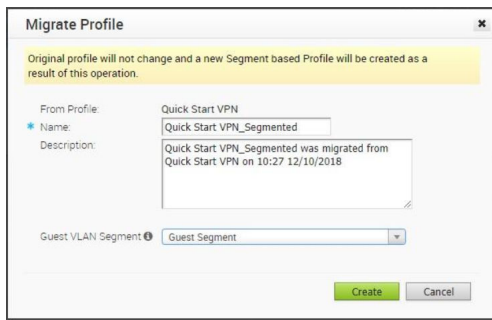 Migrate Profile
Original profile will not change and a new Segment based Profile will be created as a
result of this operation.
From Profile: Quick Start VPN
* Name: Quick Start VPN_Segmented
Description: Quick Start VPN_Segmented was migrated from
Quick Start VPN on 10:27 12/10/2018
Guest VLAN Segment Guest Segment
Create Cancel